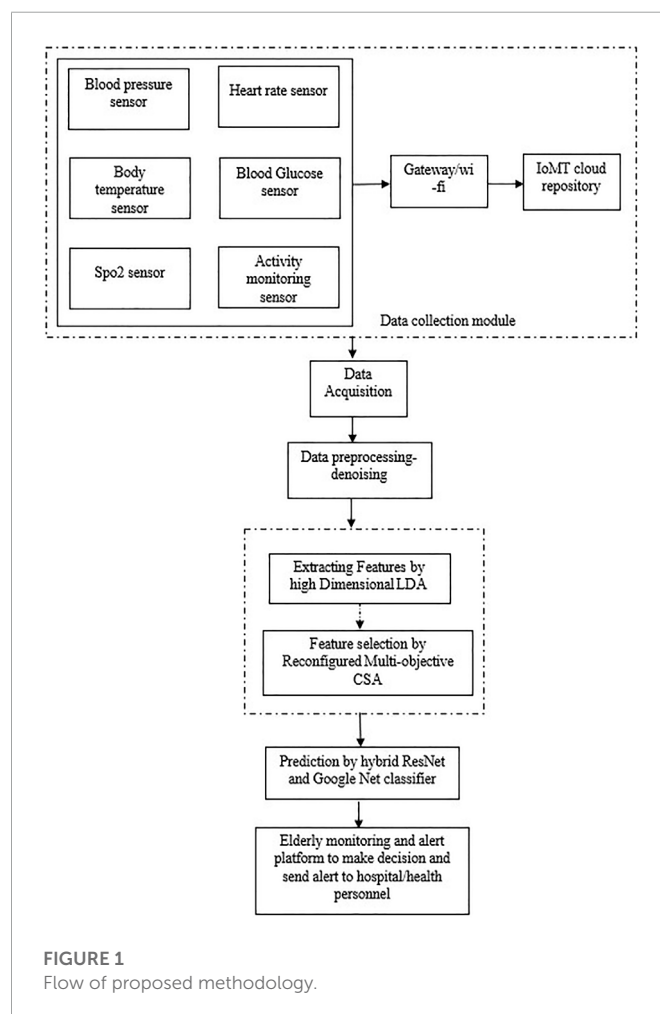 Blood pressure
sensor
Heart rate sensor
Body
temperature
sensor
Blood Glucose
sensor
Spo2 sensor
Activity
monitoring
sensor
Gateway/wi
-fi
IoMT cloud
repository
Data collection module
Data
Acquisition
Data preprocessing-
denoising
Extracting Features by
high Dimensional LDA
Feature selection by
Reconfigured Multi-objective
CSA
Prediction by hybrid ResNet
and Google Net classifier
Elderly monitoring and alert
platform to make decision and
send alert to hospital/health
personnel
FIGURE 1
Flow of proposed methodology.